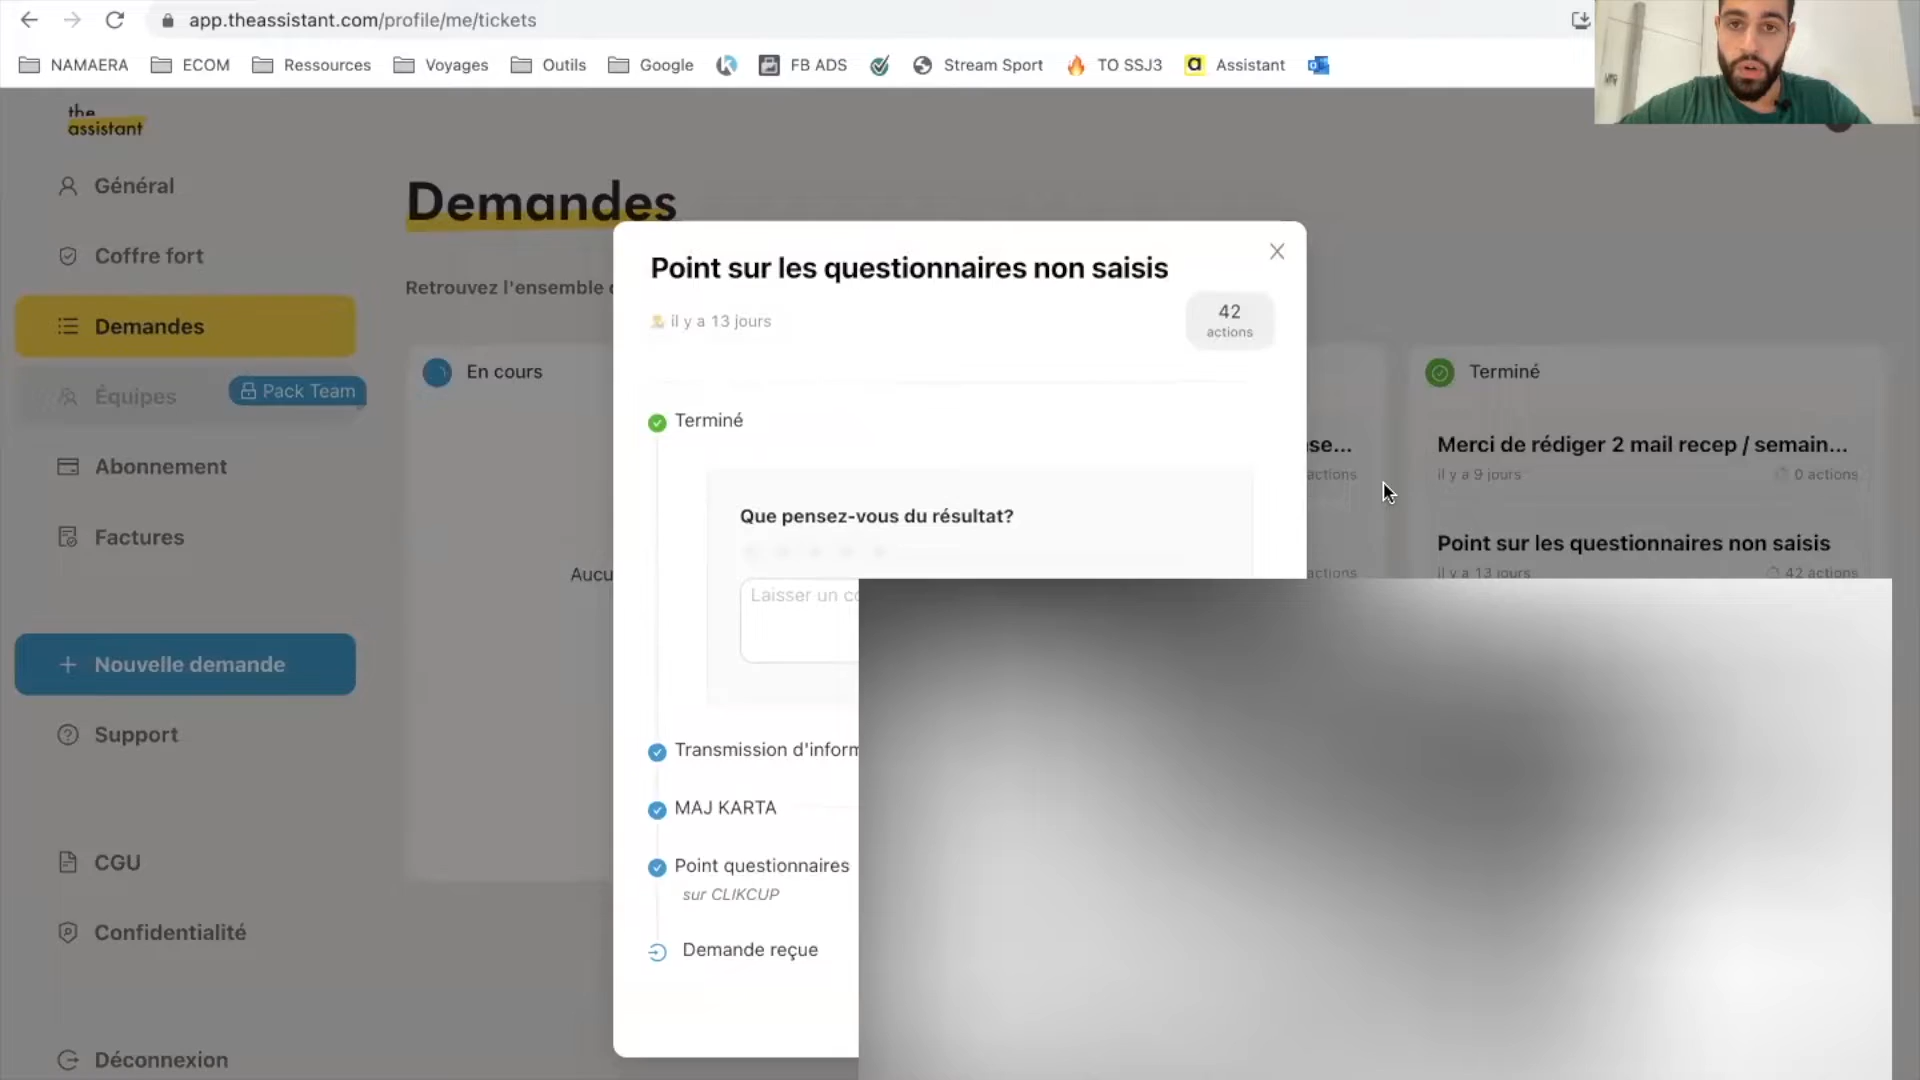 app.theassistant.com/profile/me/tickets
NAMAERA ECOM Ressources Voyages Outils Google FB ADS Stream Sport TO SSJ3 Assistant
the
assistant
Général
Coffre fort
Demandes
Équipes
Pack Team
Abonnement
Factures
Nouvelle demande
Support
CGU
Confidentialité
Déconnexion
Demandes
Retrouvez l'ensemble
En cours
Aucu
Point sur les questionnaires non saisis
il y a 13 jours
42
actions
Terminé
Que pensez-vous du résultat?
Laisser un co
Transmission d'inform
MAJ KARTA
Point questionnaires
sur CLIKCUP
Demande reçue
se...
actions
actions
Terminé
Merci de rédiger 2 mail recep / semain...
il y a 9 jours
0 actions
Point sur les questionnaires non saisis
il y a 13 jours
42 actions